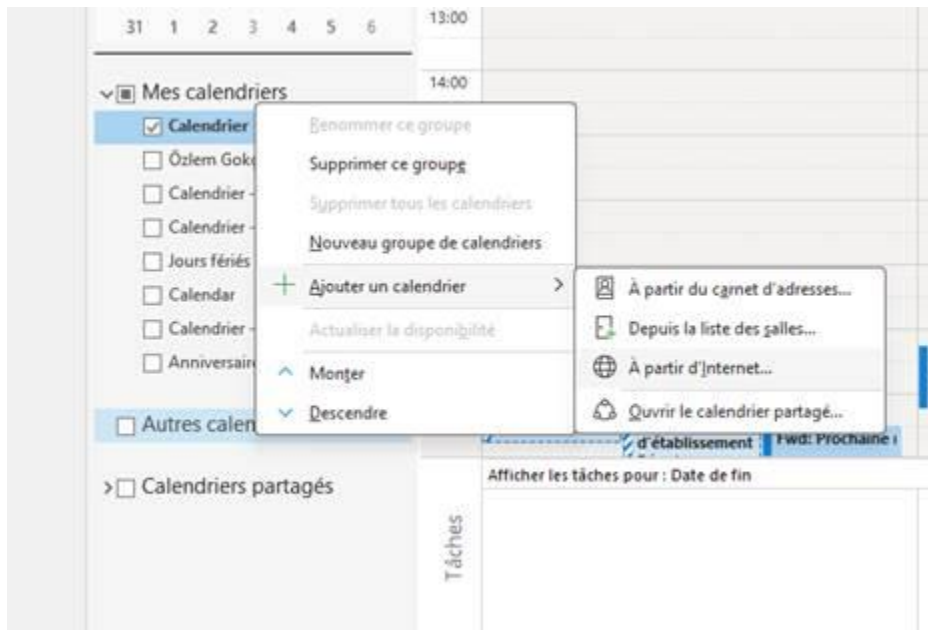 31 1 2 3 4 5 6
13:00
14:00
Mes calendriers
Calendrier
Özlem Gok
Calendrier -
Calendrier -
Jours fériés
Calendar
Calendrier -
Anniversair
Autres calen
Calendriers partagés
Renommer ce groupe
Supprimer ce groupe
Supprimer tous les calendriers
Nouveau groupe de calendriers
Ajouter un calendrier
Actualiser la disponibilité
Monter
Descendre
À partir du carnet d'adresses...
Depuis la liste des salles...
À partir d'Internet...
Ouvrir le calendrier partagé...
d'établissement
Fwd: Prochaine
Afficher les tâches pour : Date de fin
Tâches